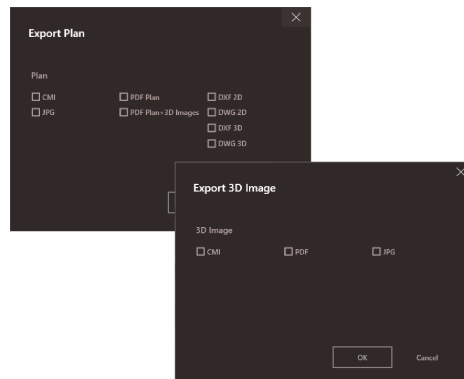 Export Plan
Plan
CMI PDF Plan DXF 2D
JPG PDF Plan+3D Images DWG 2D
DXF 3D
DWG 3D
Export 3D Image
3D Image
CMI PDF JPG
OK Cancel